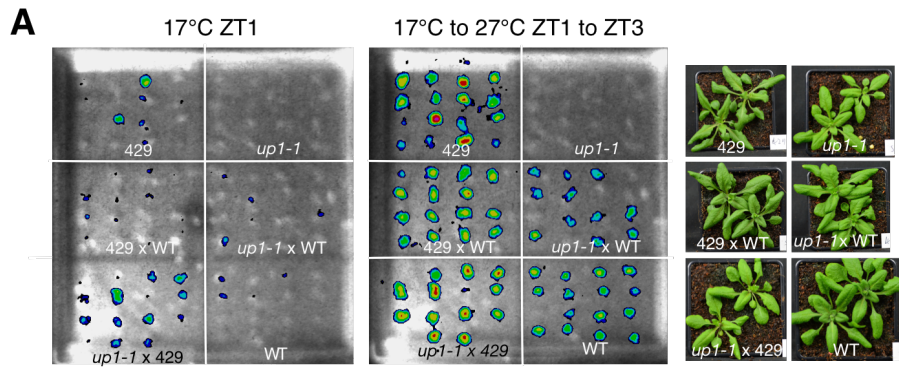 A
17°C ZT1
17°C to 27°C ZT1 to ZT3
429
up1-1
429
up1-1
429
up1-1
429 x WT
up1-1 x WT
429 x WT
up1-1 x WT
429 x WT
up1-1 x WT
up1-1 x 429
WT
up1-1 x 429
WT
up1-1 x 429
WT